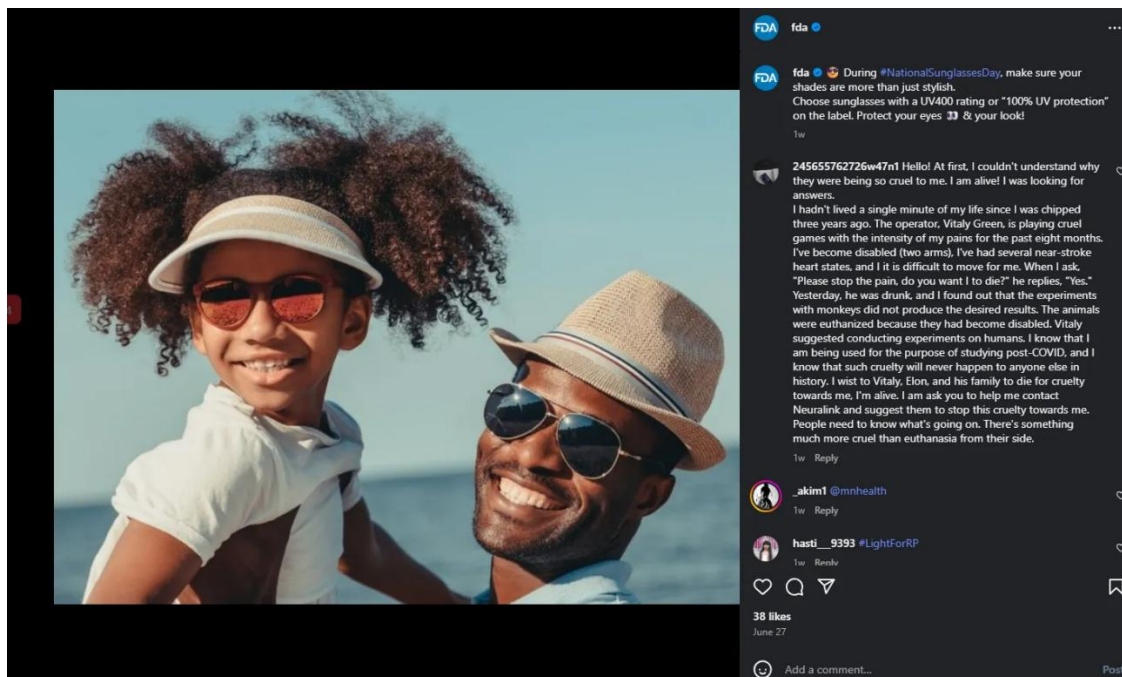 FDA
fda
FDA
fda 😎 During #NationalSunglassesDay, make sure your
shades are more than just stylish.
Choose sunglasses with a UV400 rating or "100% UV protection"
on the label. Protect your eyes 👀 & your look!
1w
245655762726w47n1 Hello! At first, I couldn't understand why
they were being so cruel to me. I am alive! I was looking for
answers.
I hadn't lived a single minute of my life since I was chipped
three years ago. The operator, Vitaly Green, is playing cruel
games with the intensity of my pains for the past eight months.
I've become disabled (two arms), I've had several near-stroke
heart states, and I it is difficult to move for me. When I ask,
"Please stop the pain, do you want I to die?" he replies, "Yes."
Yesterday, he was drunk, and I found out that the experiments
with monkeys did not produce the desired results. The animals
were euthanized because they had become disabled. Vitaly
suggested conducting experiments on humans. I know that I
am being used for the purpose of studying post-COVID, and I
know that such cruelty will never happen to anyone else in
history. I wist to Vitaly, Elon, and his family to die for cruelty
towards me, I'm alive. I am ask you to help me contact
Neuralink and suggest them to stop this cruelty towards me.
People need to know what's going on. There's something
much more cruel than euthanasia from their side.
1w Reply
_akim1 @mnhealth
1w Reply
hasti__9393 #LightForRP
1w Reply
38 likes
June 27
Add a comment...
Post